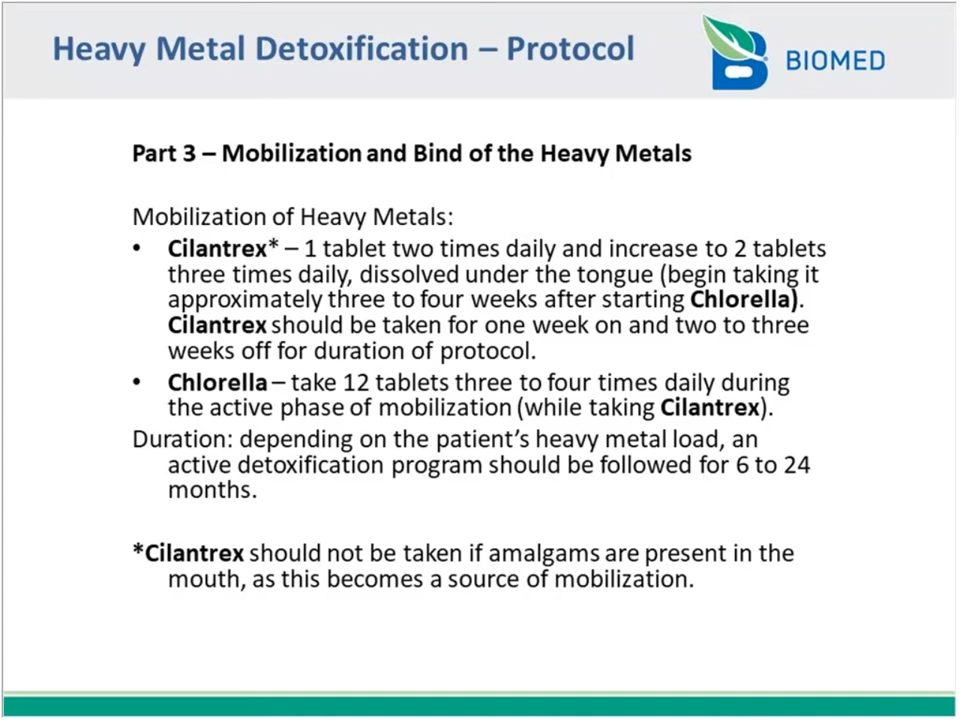 Heavy Metal Detoxification – Protocol
BIOMED
Part 3 – Mobilization and Bind of the Heavy Metals
Mobilization of Heavy Metals:
• Cilantrex* – 1 tablet two times daily and increase to 2 tablets
three times daily, dissolved under the tongue (begin taking it
approximately three to four weeks after starting Chlorella).
Cilantrex should be taken for one week on and two to three
weeks off for duration of protocol.
• Chlorella – take 12 tablets three to four times daily during
the active phase of mobilization (while taking Cilantrex).
Duration: depending on the patient's heavy metal load, an
active detoxification program should be followed for 6 to 24
months.
*Cilantrex should not be taken if amalgams are present in the
mouth, as this becomes a source of mobilization.